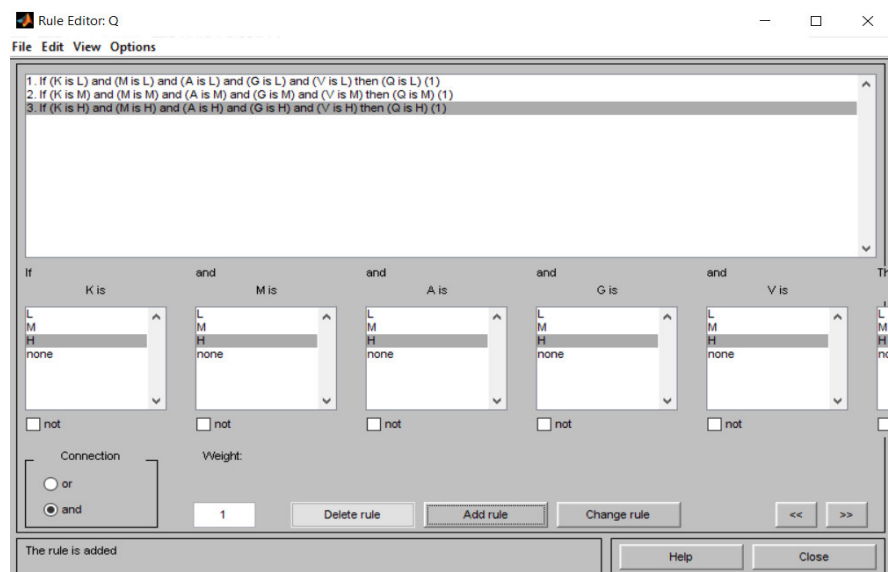 Rule Editor: Q
File Edit View Options
1. If (K is L) and (M is L) and (A is L) and (G is L) and (V is L) then (Q is L) (1)
2. If (K is M) and (M is M) and (A is M) and (G is M) and (V is M) then (Q is M) (1)
3. If (K is H) and (M is H) and (A is H) and (G is H) and (V is H) then (Q is H) (1)
If and and and and Th
K is M is A is G is V is
L L L L L L
M M M M M M
H H H H H H
none none none none none no
not not not not not
Connection Weight:
or
and 1 Delete rule Add rule Change rule << >>
The rule is added Help Close